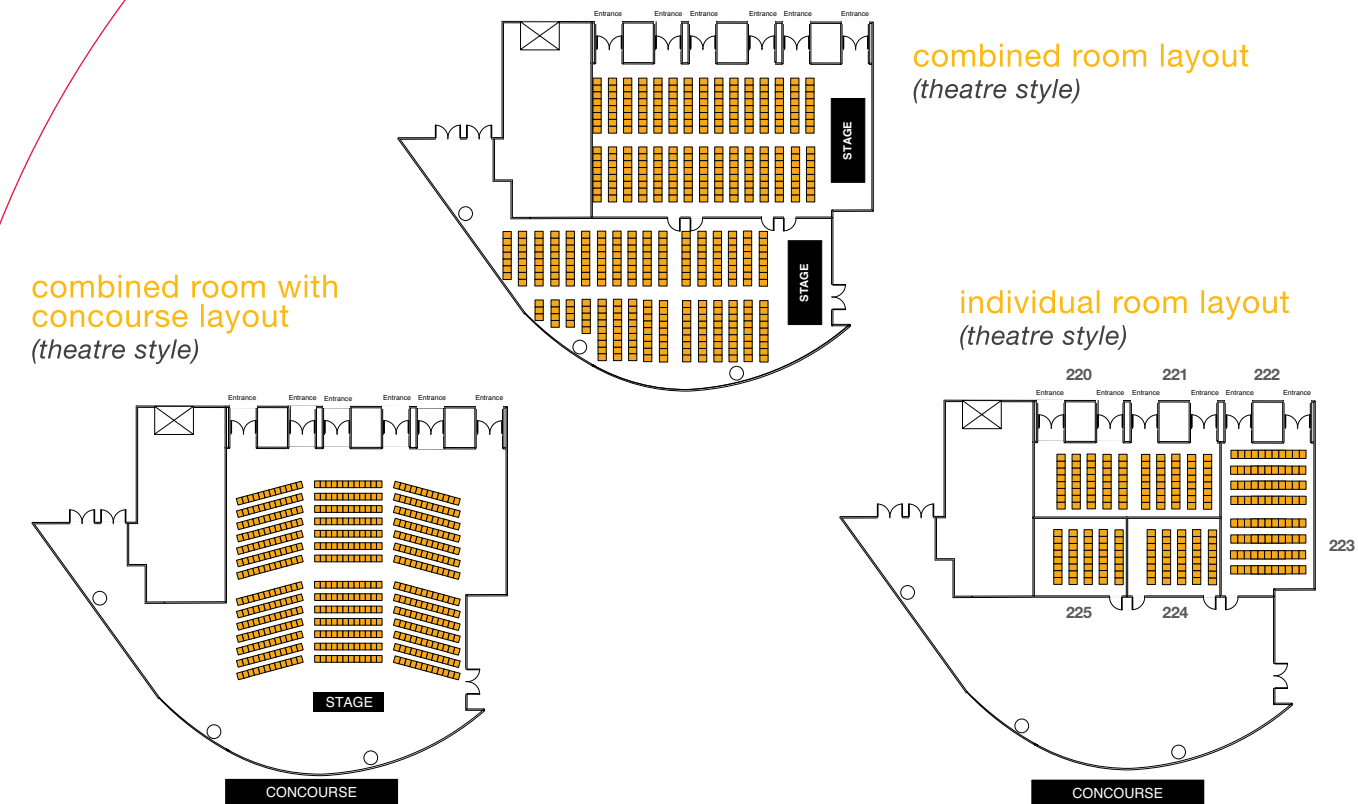 Entrance Entrance Entrance Entrance Entrance Entrance
combined room layout
(theatre style)
STAGE
STAGE
combined room with
concourse layout
(theatre style)
Entrance Entrance Entrance Entrance Entrance Entrance
STAGE
CONCOURSE
individual room layout
(theatre style)
220 221 222
Entrance Entrance Entrance Entrance Entrance Entrance
223
225 224
CONCOURSE